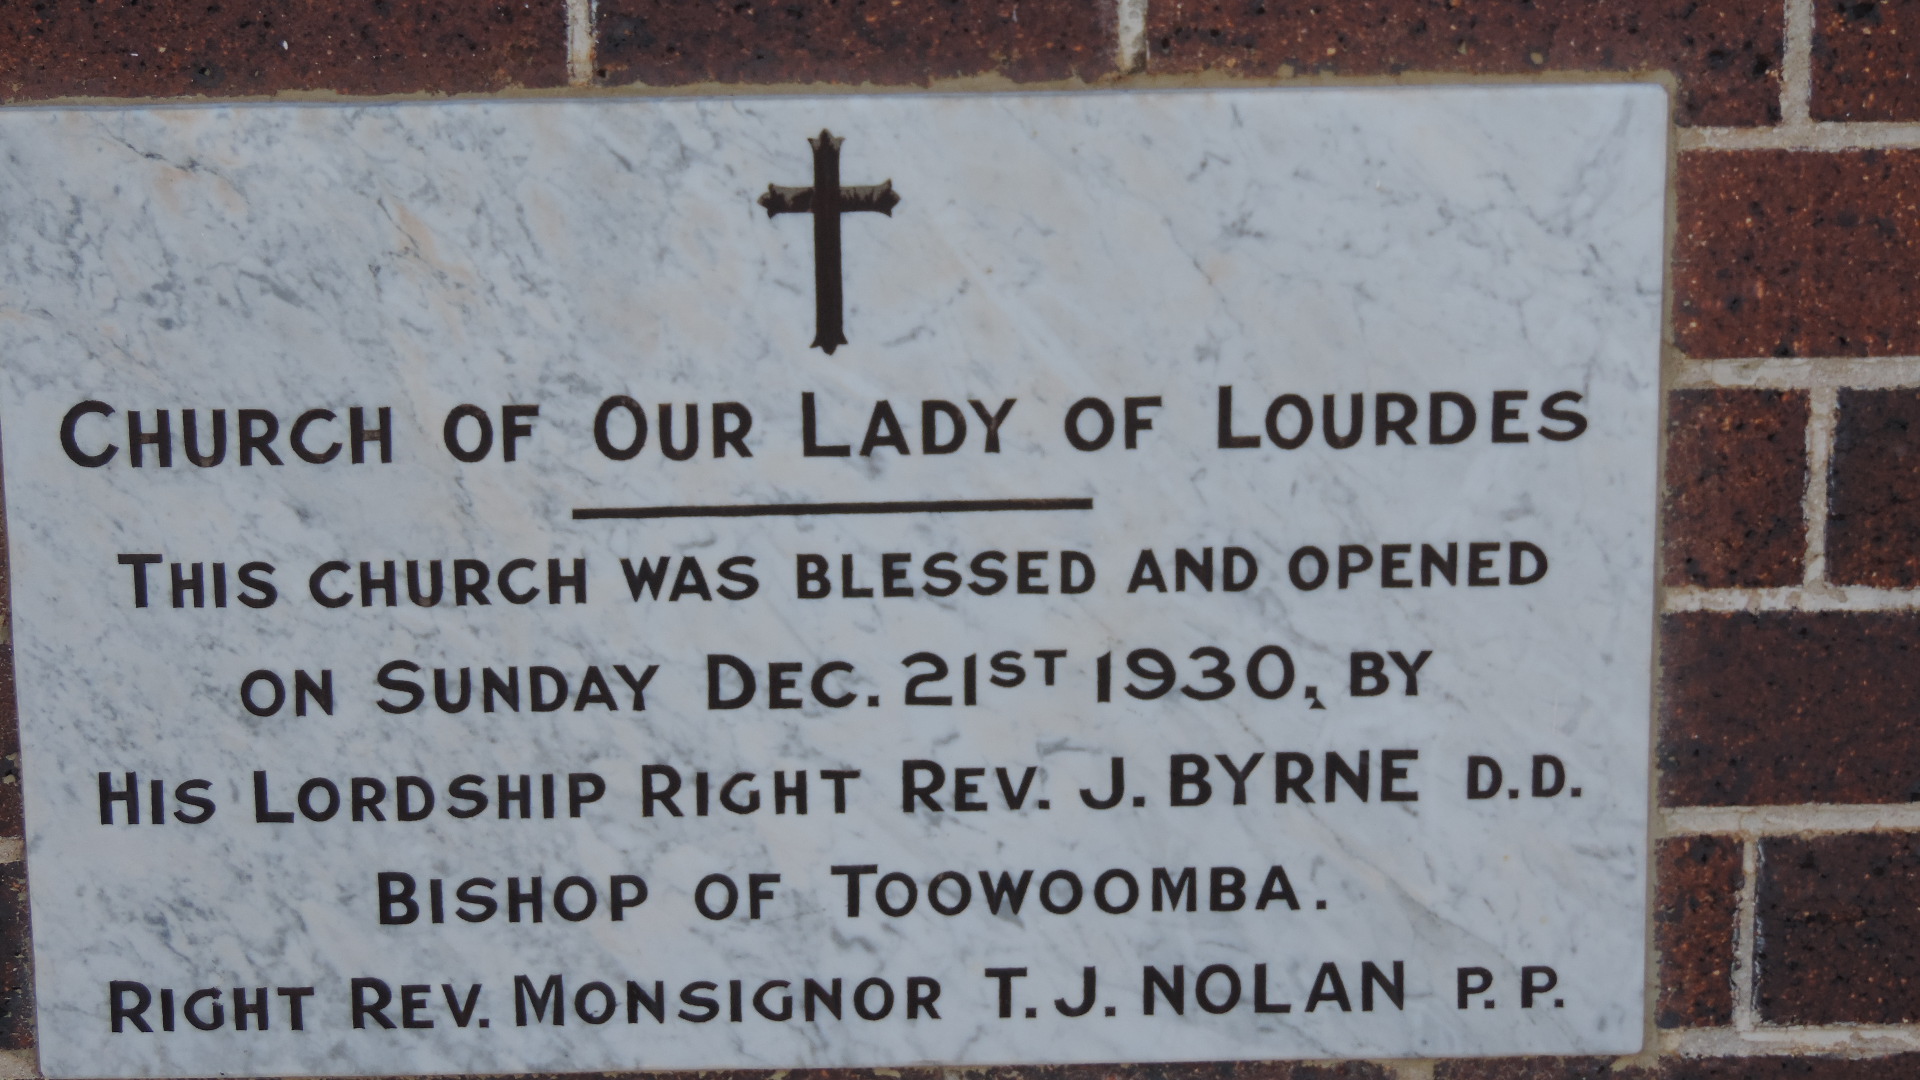 CHURCH OF OUR LADY OF LOURDES
THIS CHURCH WAS BLESSED AND OPENED
ON SUNDAY DEC. 21ST 1930, BY
HIS LORDSHIP RIGHT REV. J. BYRNE D.D.
BISHOP OF TOOWOOMBA.
RIGHT REV. MONSIGNOR T. J. NOLAN P. P.